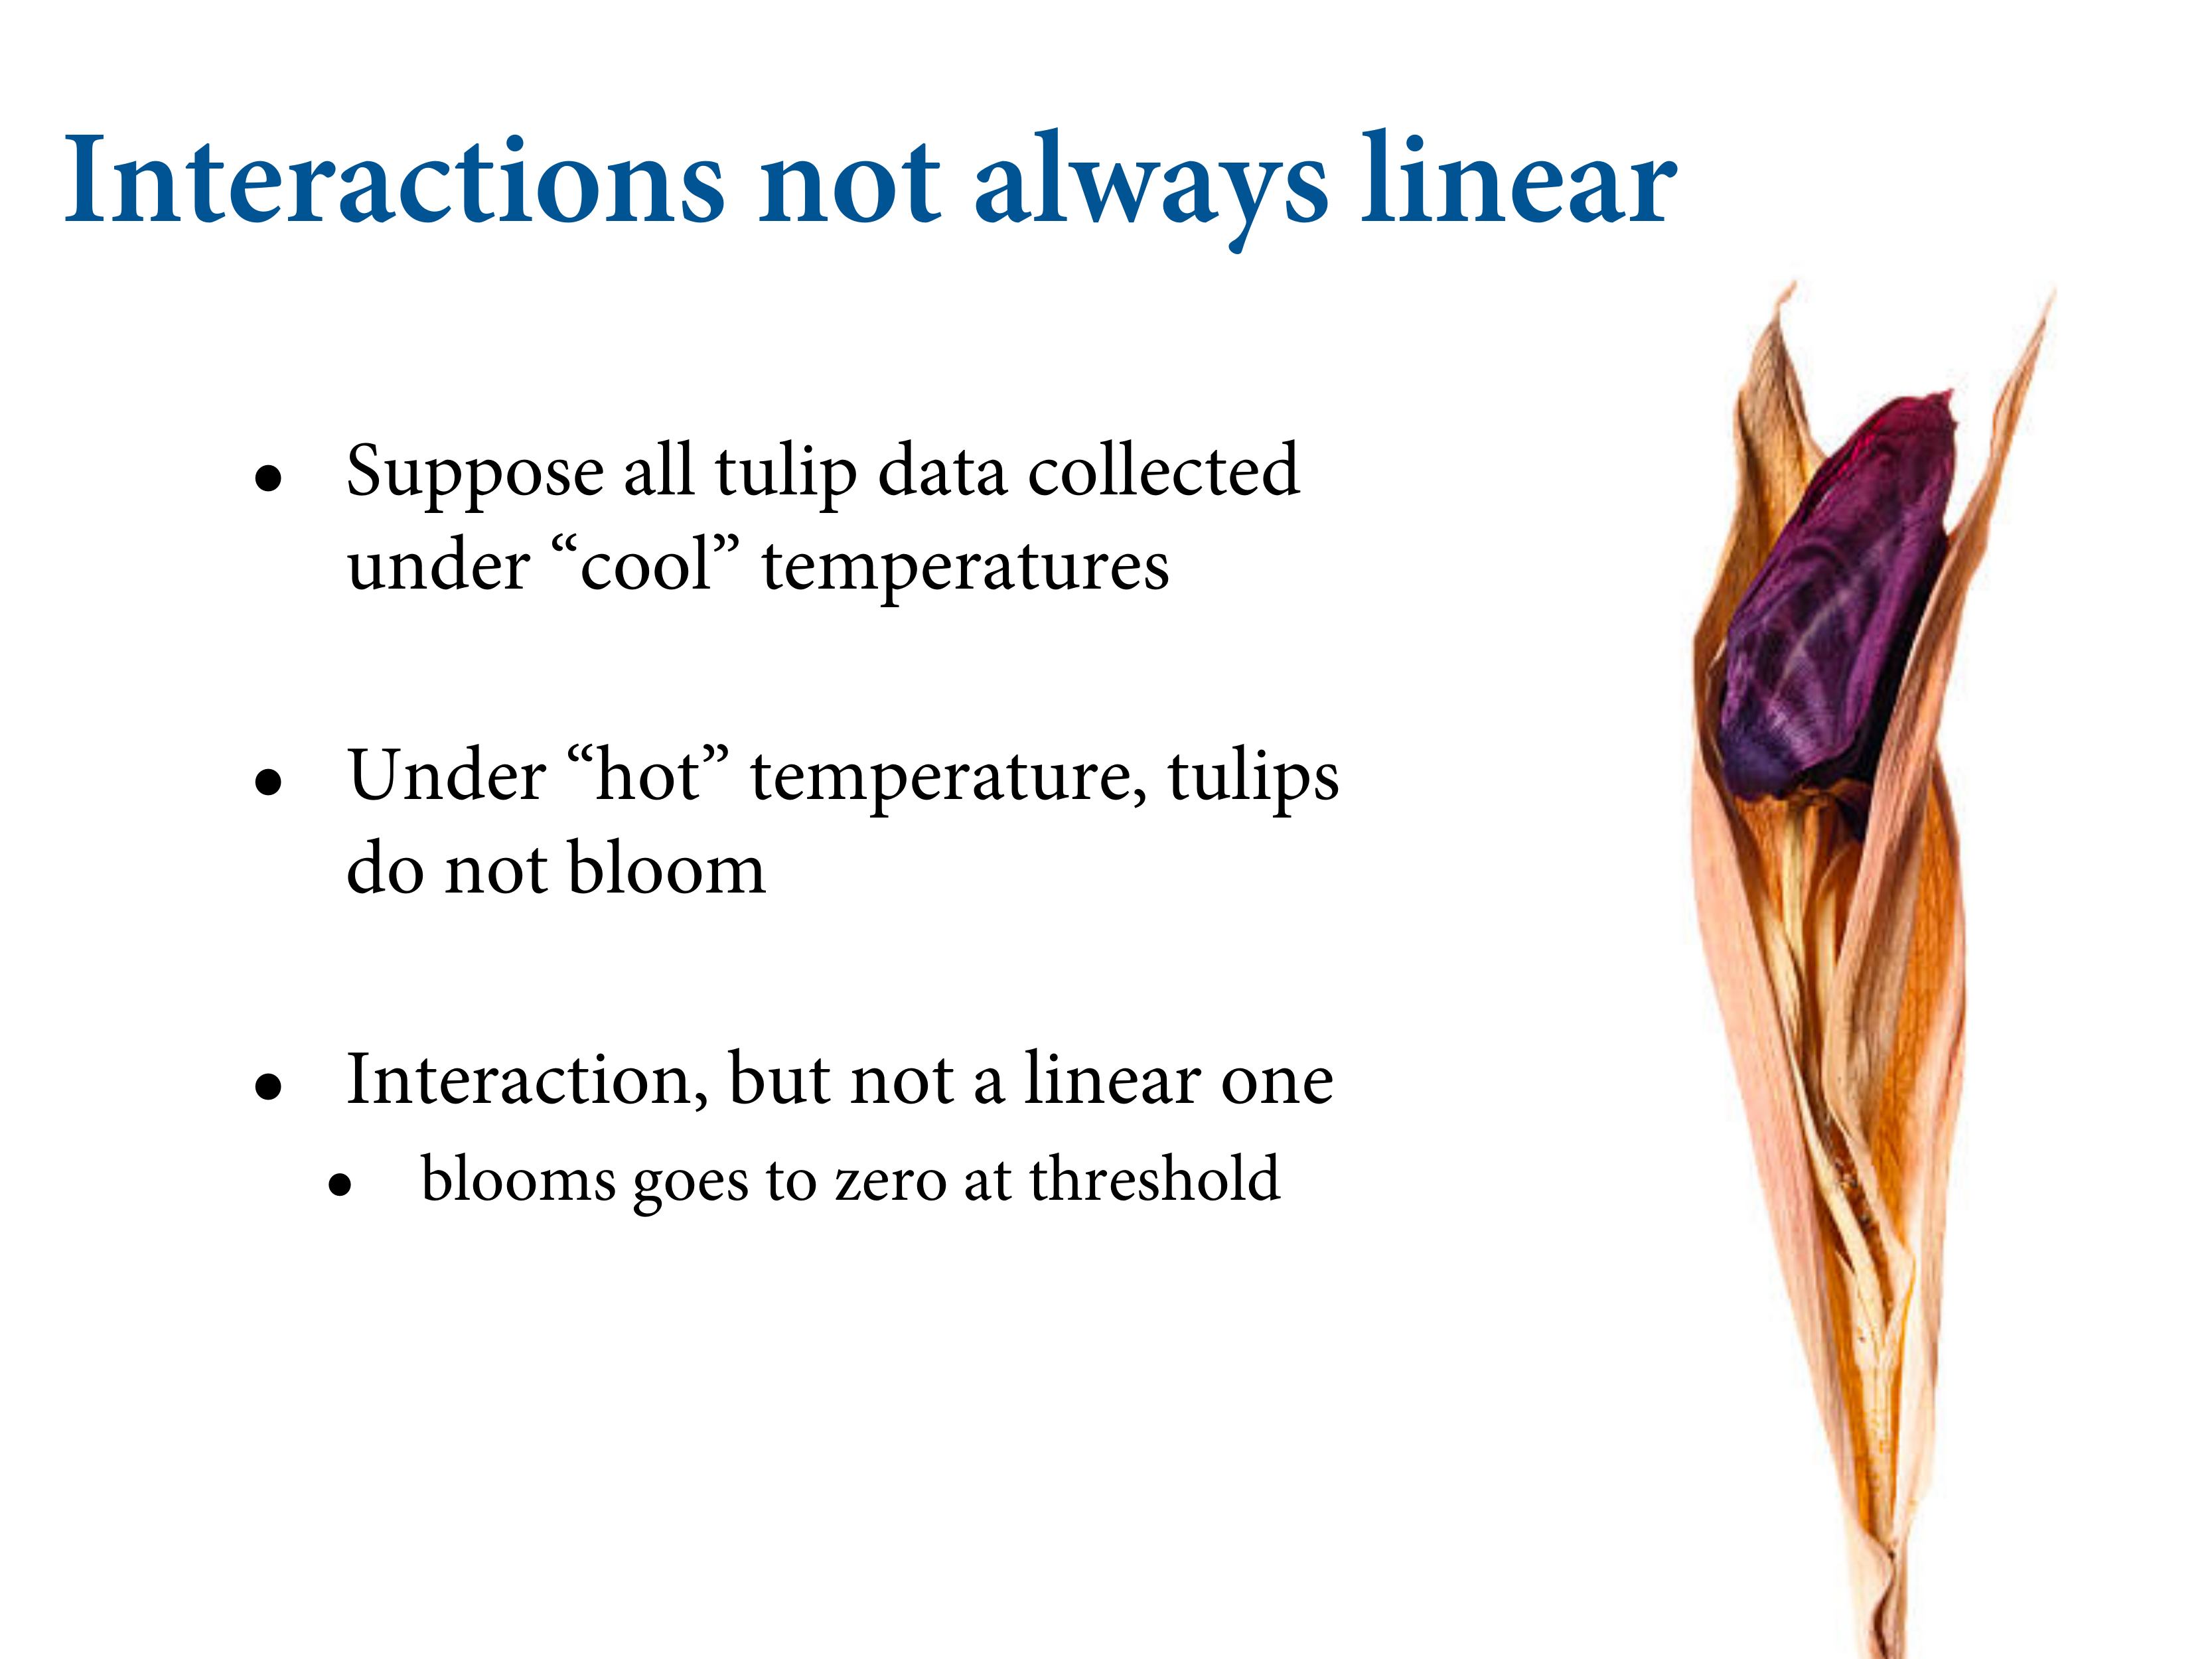 Interactions not always linear
• Suppose all tulip data collected
under “cool” temperatures
• Under “hot” temperature, tulips
do not bloom
• Interaction, but not a linear one
• blooms goes to zero at threshold